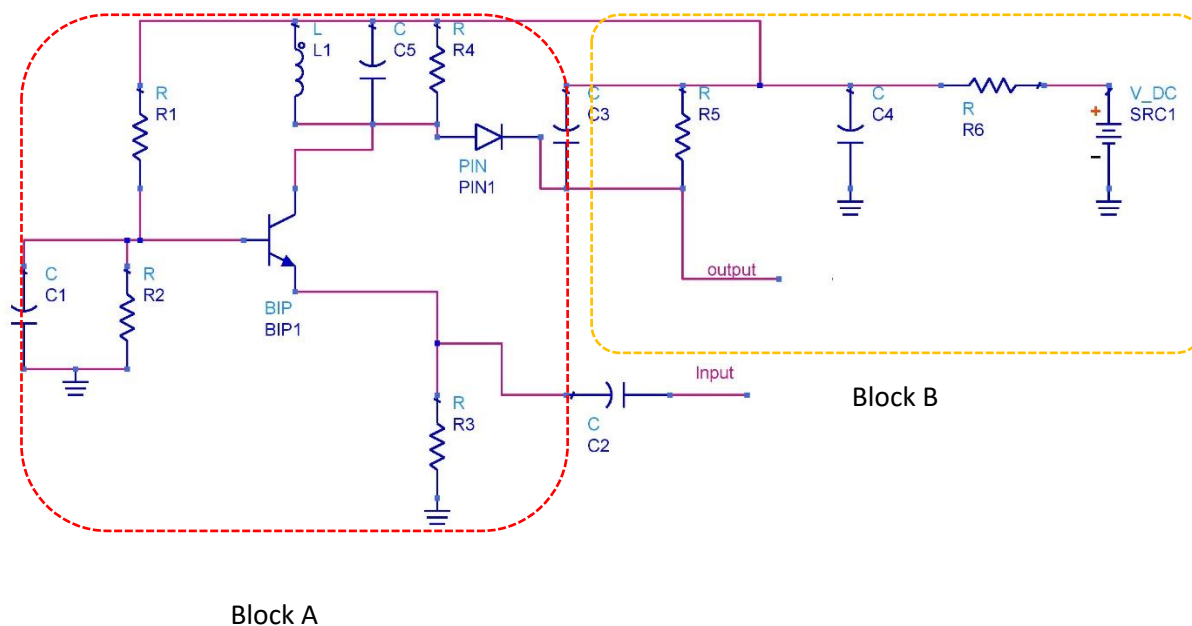 L
L1
C
C5
R
R4
R
R1
C
C3
R
R5
C
C4
R
R6
V_DC
SRC1
+
-
PIN
PIN1
C
C1
R
R2
BIP
BIP1
output
Input
R
R3
C
C2
Block B
Block A